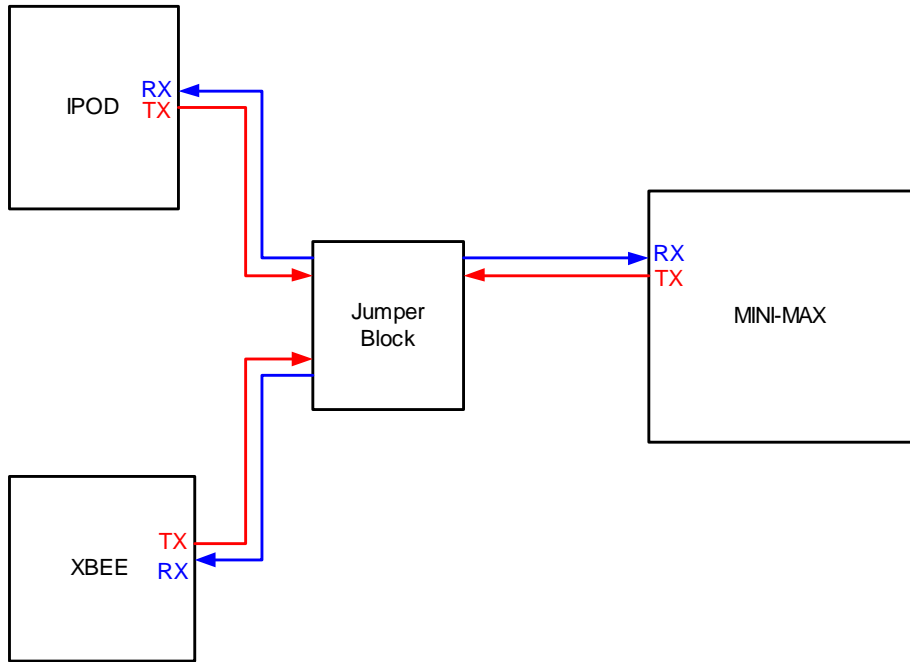 IPOD
RX
TX
Jumper
Block
RX
TX
MINI-MAX
XBEE
TX
RX